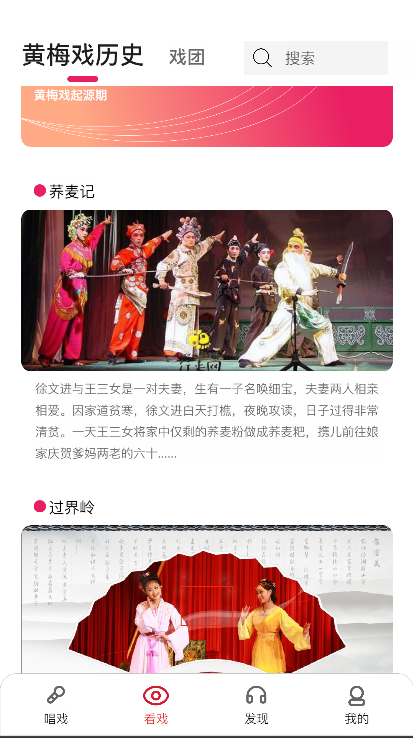 黄梅戏历史 戏团 搜索
黄梅戏起源期
荞麦记
徐文进与王三女是一对夫妻，生有一子名唤细宝，夫妻两人相亲
相爱。因家道贫寒，徐文进白天打樵，夜晚攻读，日子过得非常
清贫。一天王三女将家中仅剩的荞麦粉做成荞麦粑，携儿前往娘
家庆贺爹妈两老的六十......
过界岭
唱戏 看戏 发现 我的